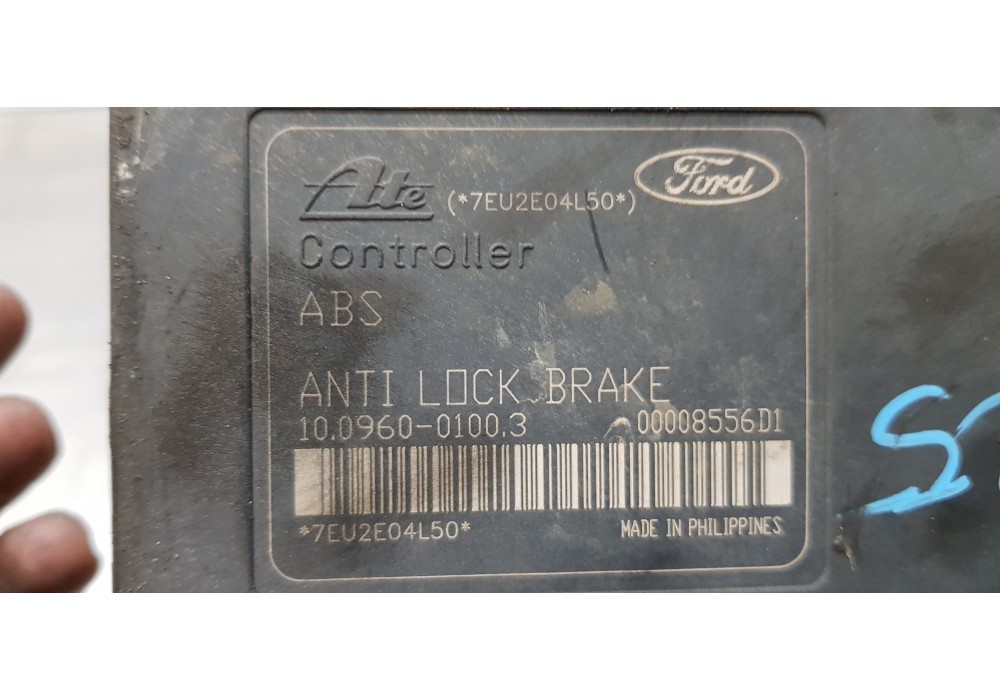 Ate (*7EU2E04L50*) Ford
Controller
ABS
ANTI LOCK BRAKE
10.0960-0100.3 00008556D1
*7EU2E04L50* MADE IN PHILIPPINES